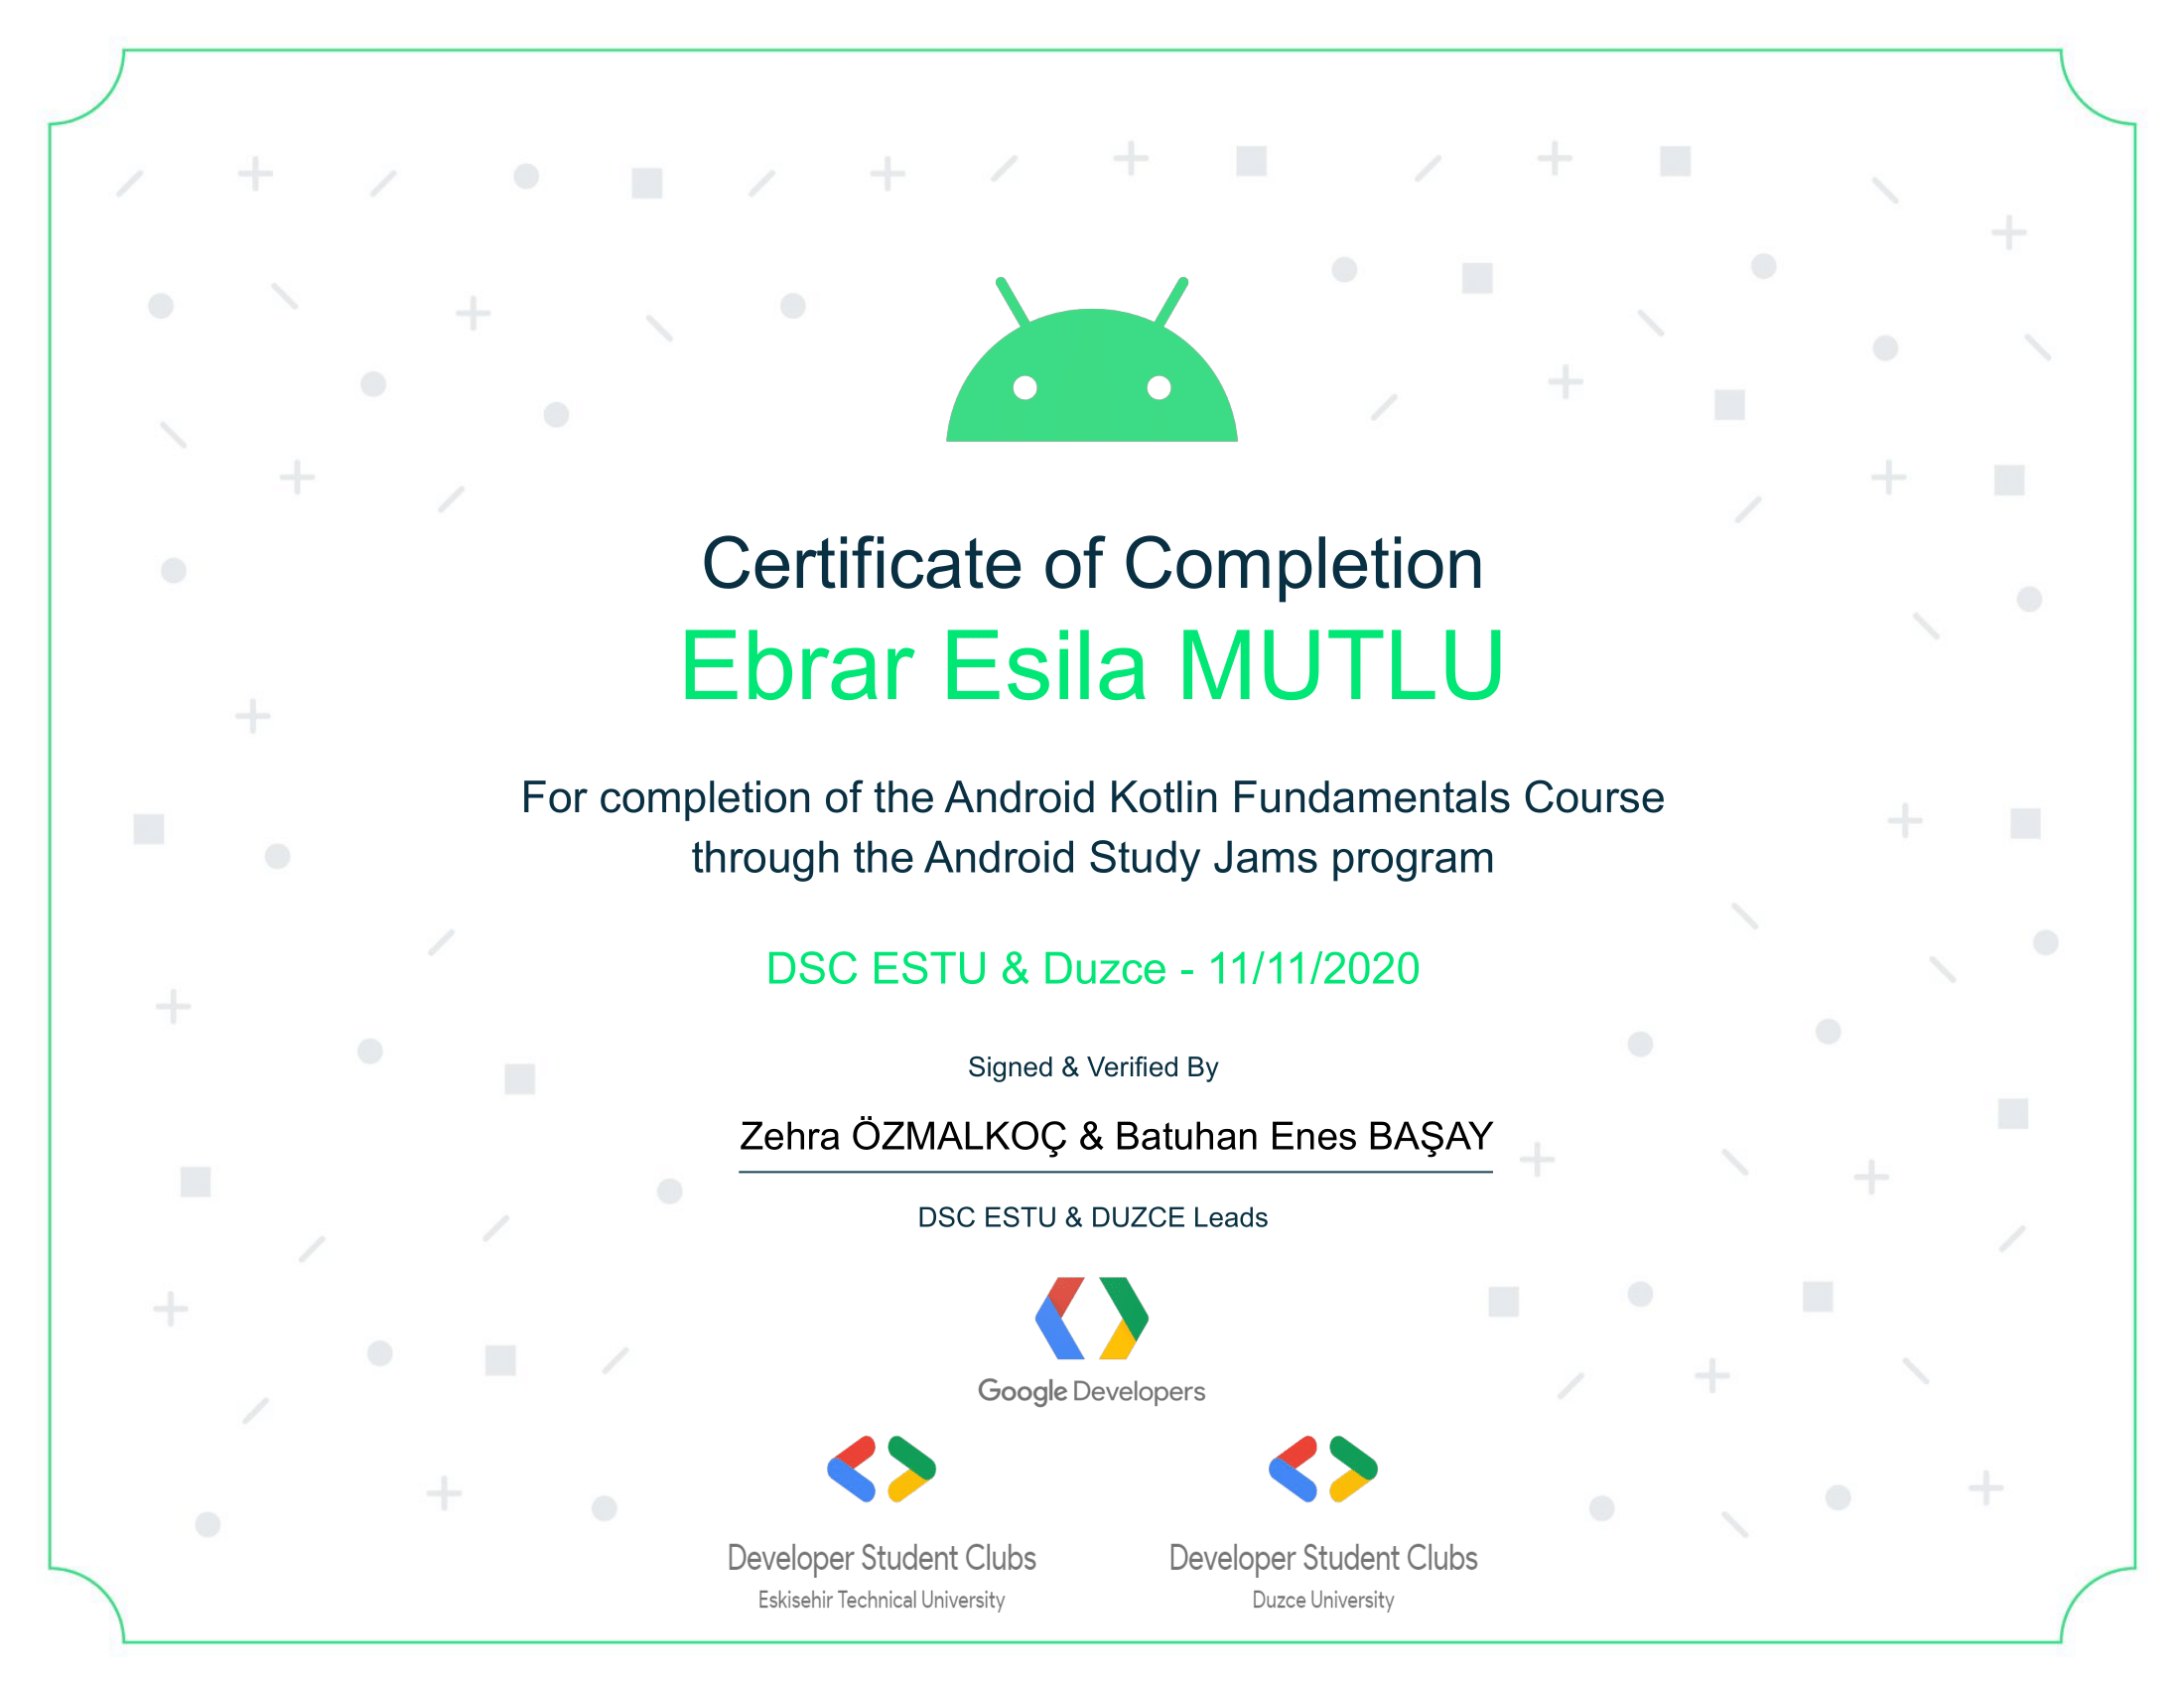 Certificate of Completion
Ebrar Esila MUTLU
For completion of the Android Kotlin Fundamentals Course
through the Android Study Jams program
DSC ESTU & Duzce - 11/11/2020
Signed & Verified By
Zehra ÖZMALKOÇ & Batuhan Enes BAŞAY
DSC ESTU & DUZCE Leads
Google Developers
Developer Student Clubs
Eskisehir Technical University
Developer Student Clubs
Duzce University